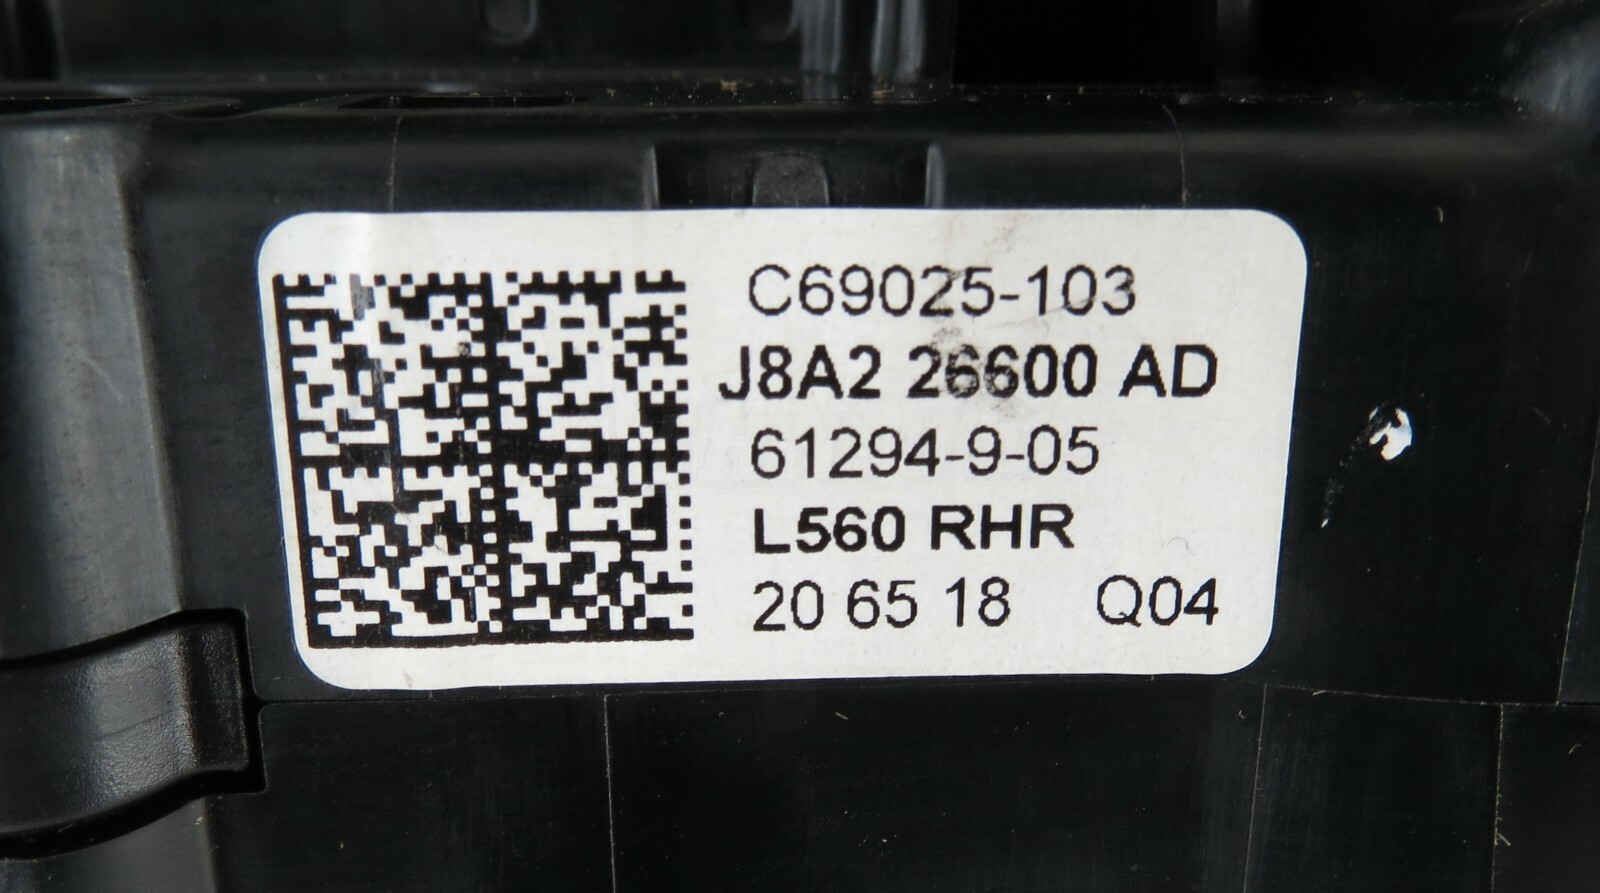 C69025-103
J8A2 26600 AD
61294-9-05
L560 RHR
20 65 18 Q04